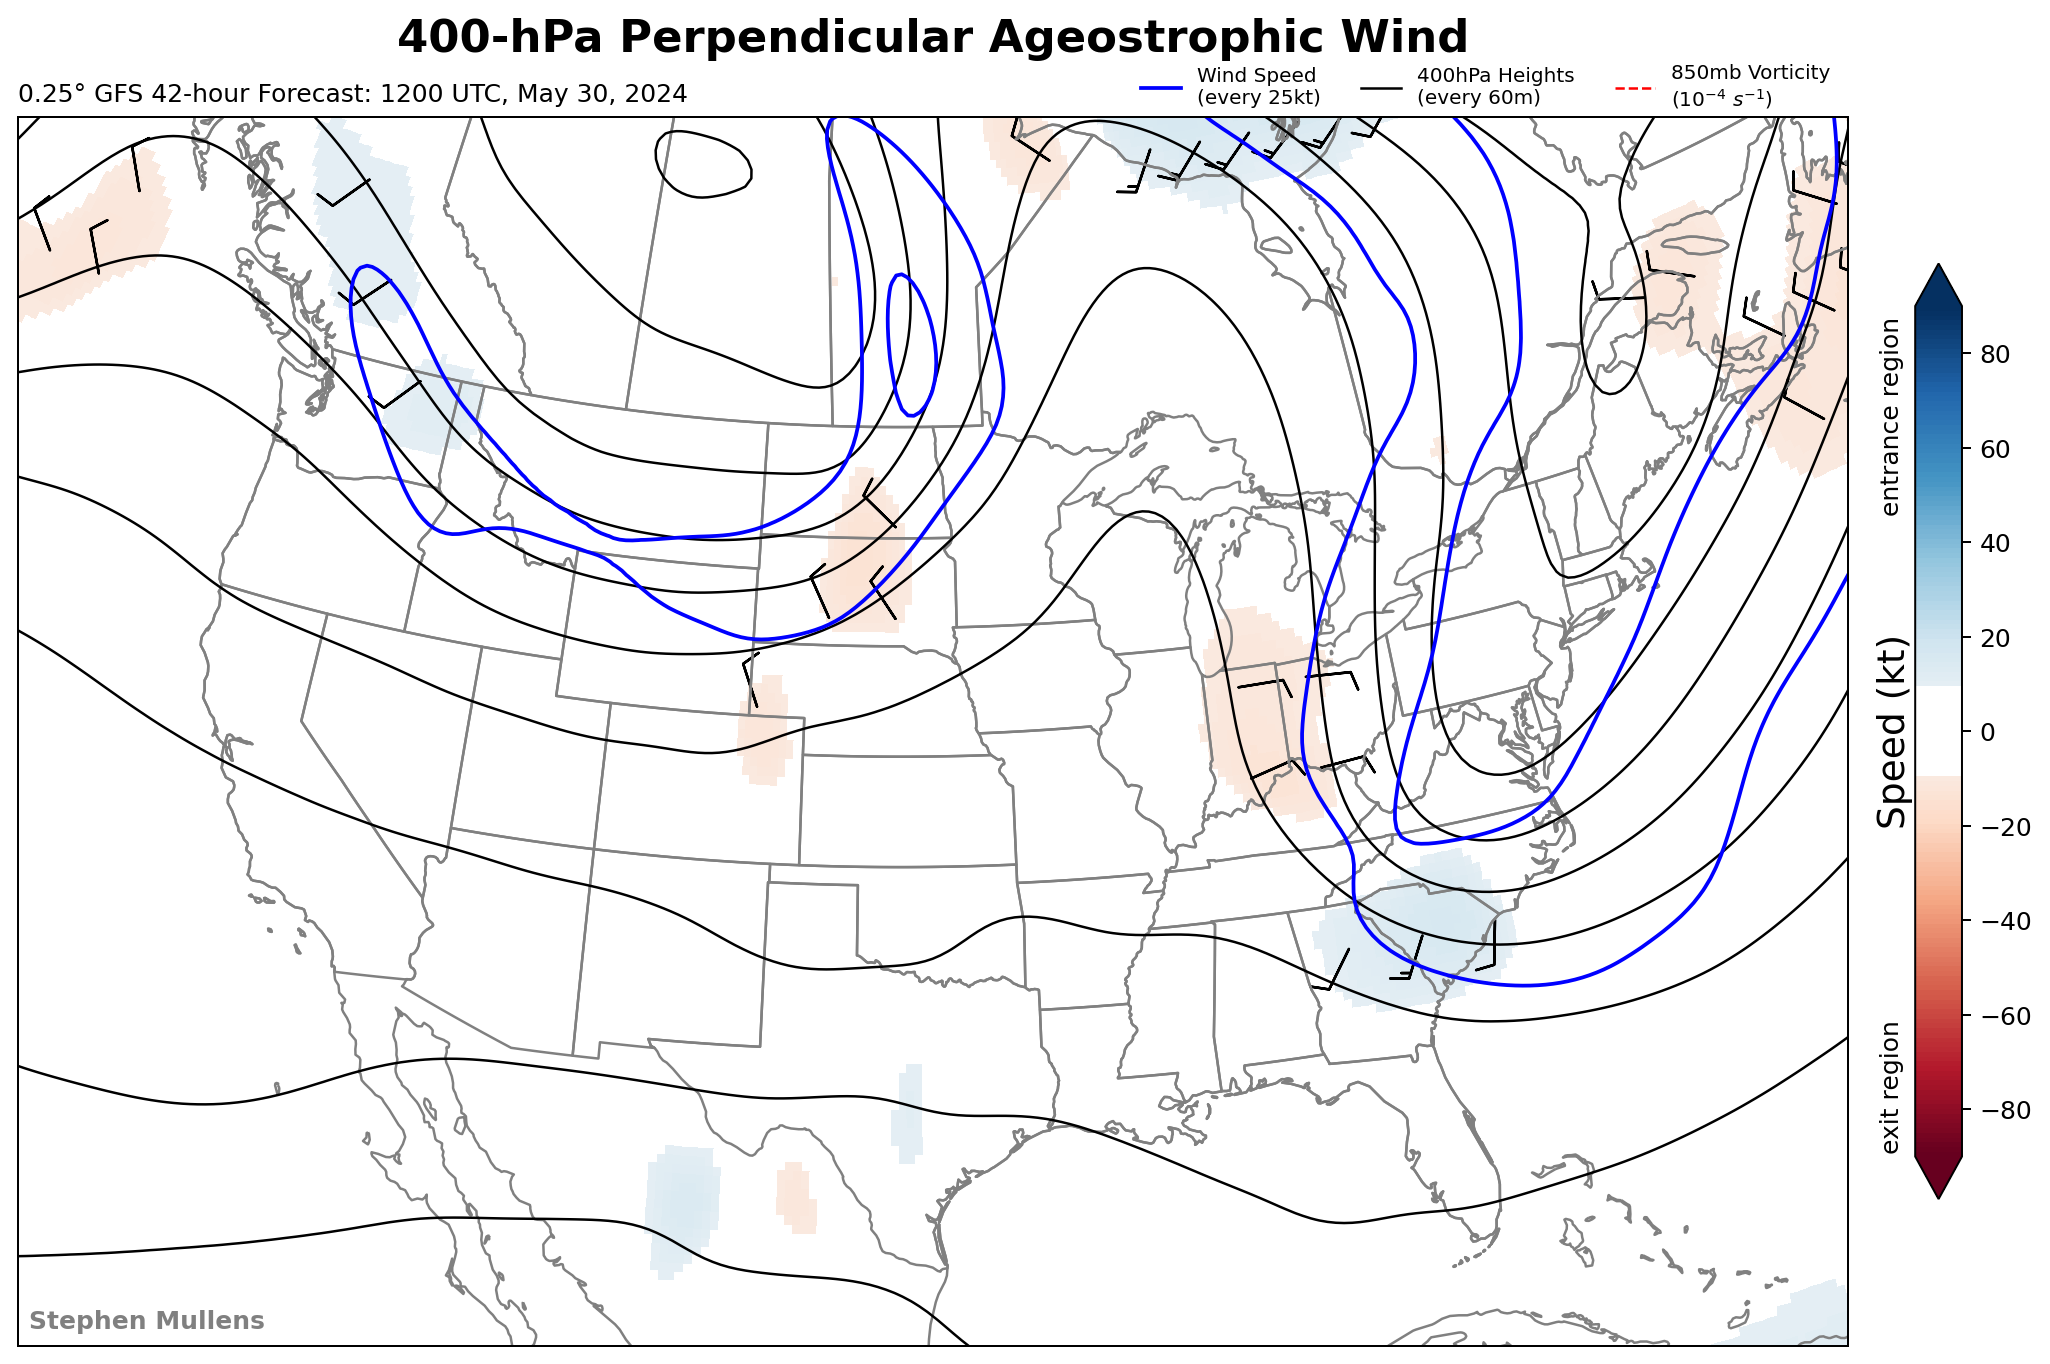 400-hPa Perpendicular Ageostrophic Wind
0.25° GFS 42-hour Forecast: 1200 UTC, May 30, 2024
Wind Speed
(every 25kt)
400hPa Heights
(every 60m)
850mb Vorticity
(10⁻⁴ s⁻¹)
entrance region
exit region
Speed (kt)
80
60
40
20
0
−20
−40
−60
−80
Stephen Mullens